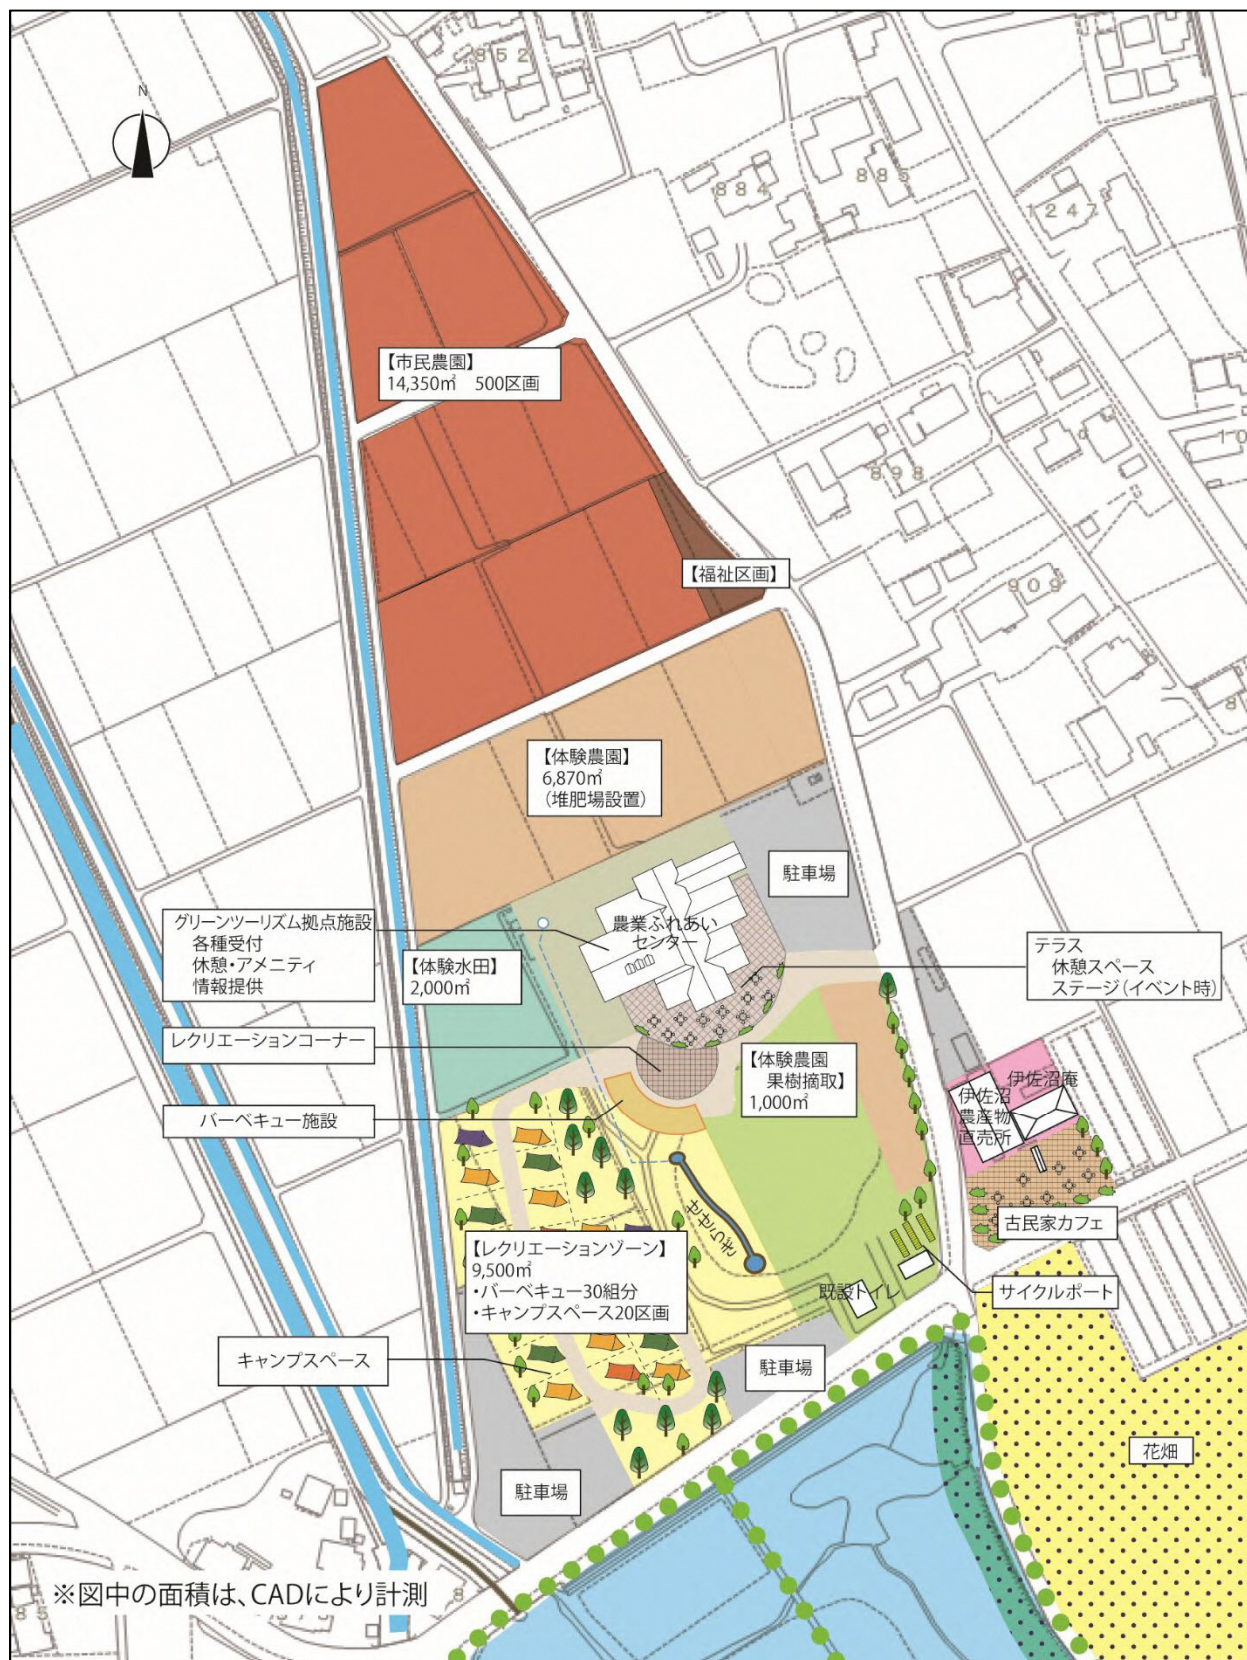 N
852
884
885
1247
【市民農園】
14,350㎡ 500区画
898
10
【福祉区画】
909
8
【体験農園】
6,870㎡
（堆肥場設置）
駐車場
グリーンツーリズム拠点施設
各種受付
休憩・アメニティ
情報提供
農業ふれあい
センター
【体験水田】
2,000㎡
テラス
休憩スペース
ステージ（イベント時）
レクリエーションコーナー
【体験農園
果樹摘取】
1,000㎡
伊佐沼庵
伊佐沼
農産物
直売所
バーベキュー施設
せせらぎ
古民家カフェ
【レクリエーションゾーン】
9,500㎡
・バーベキュー30組分
・キャンプスペース20区画
既設トイレ
サイクルポート
キャンプスペース
駐車場
花畑
駐車場
※図中の面積は、CADにより計測
8
85